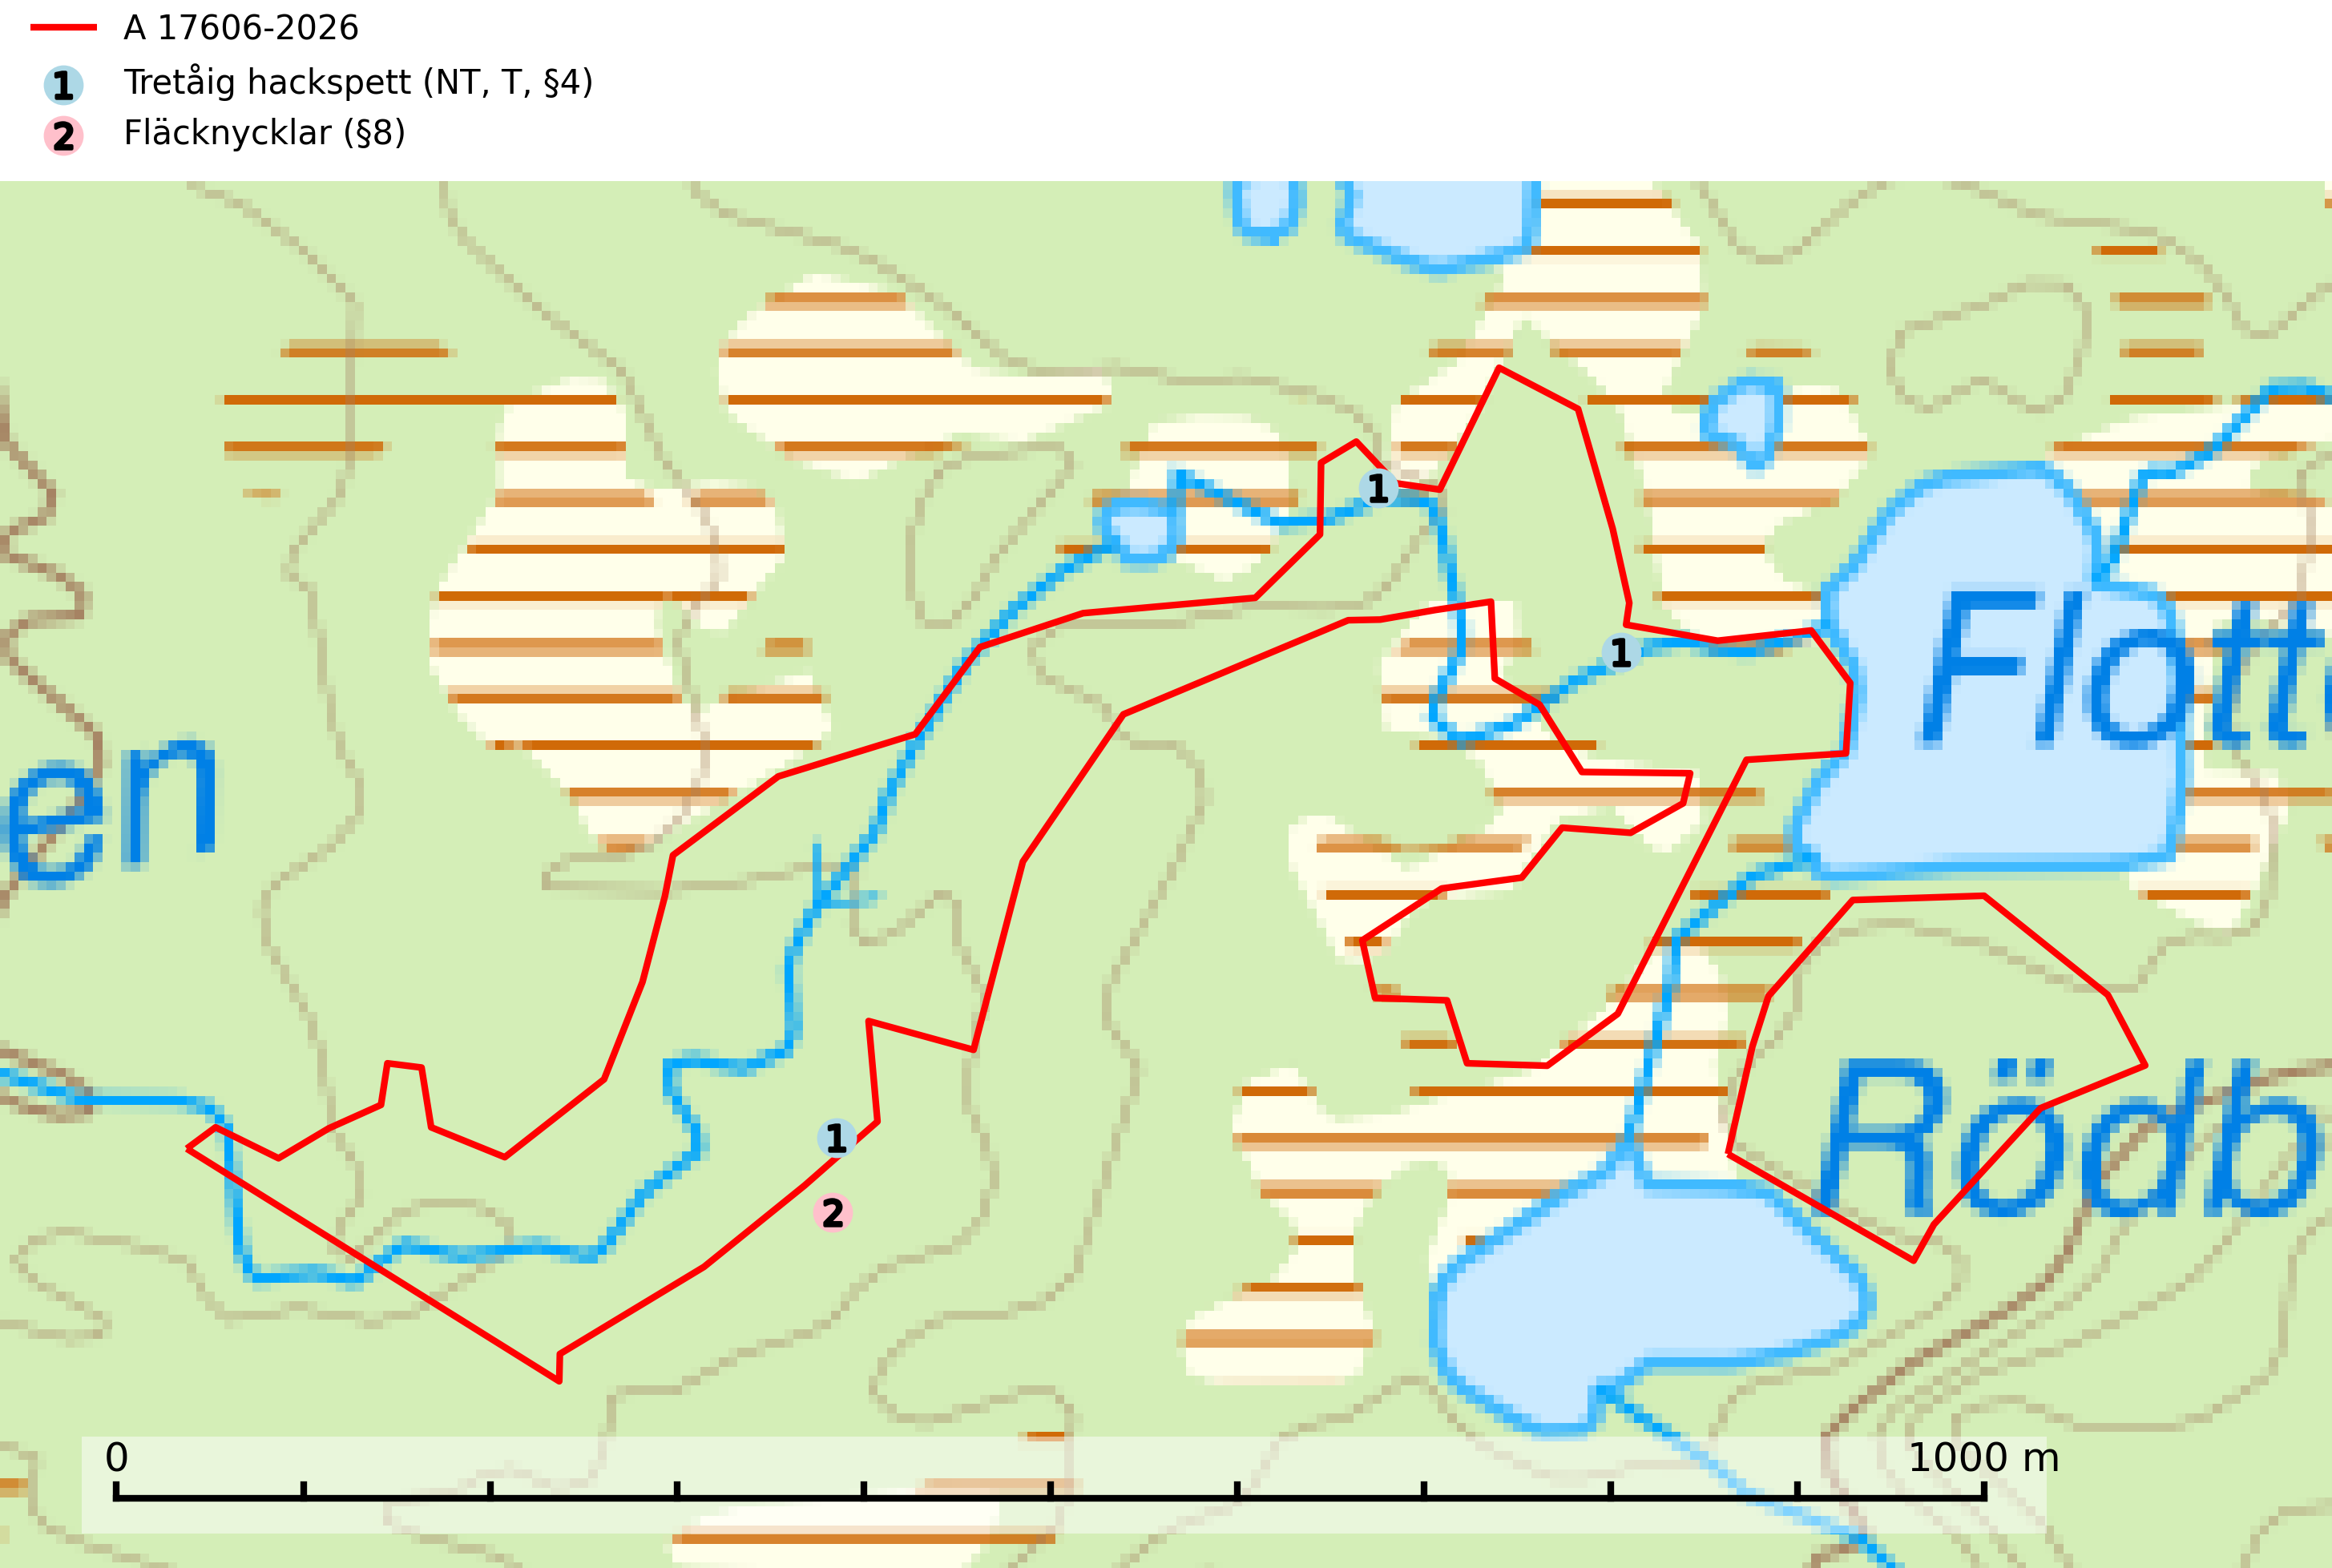 A 17606-2026
1 Tretåig hackspett (NT, T, §4)
2 Fläcknycklar (§8)
1
Flott
1
en
Rödb
1
2
0 1000 m